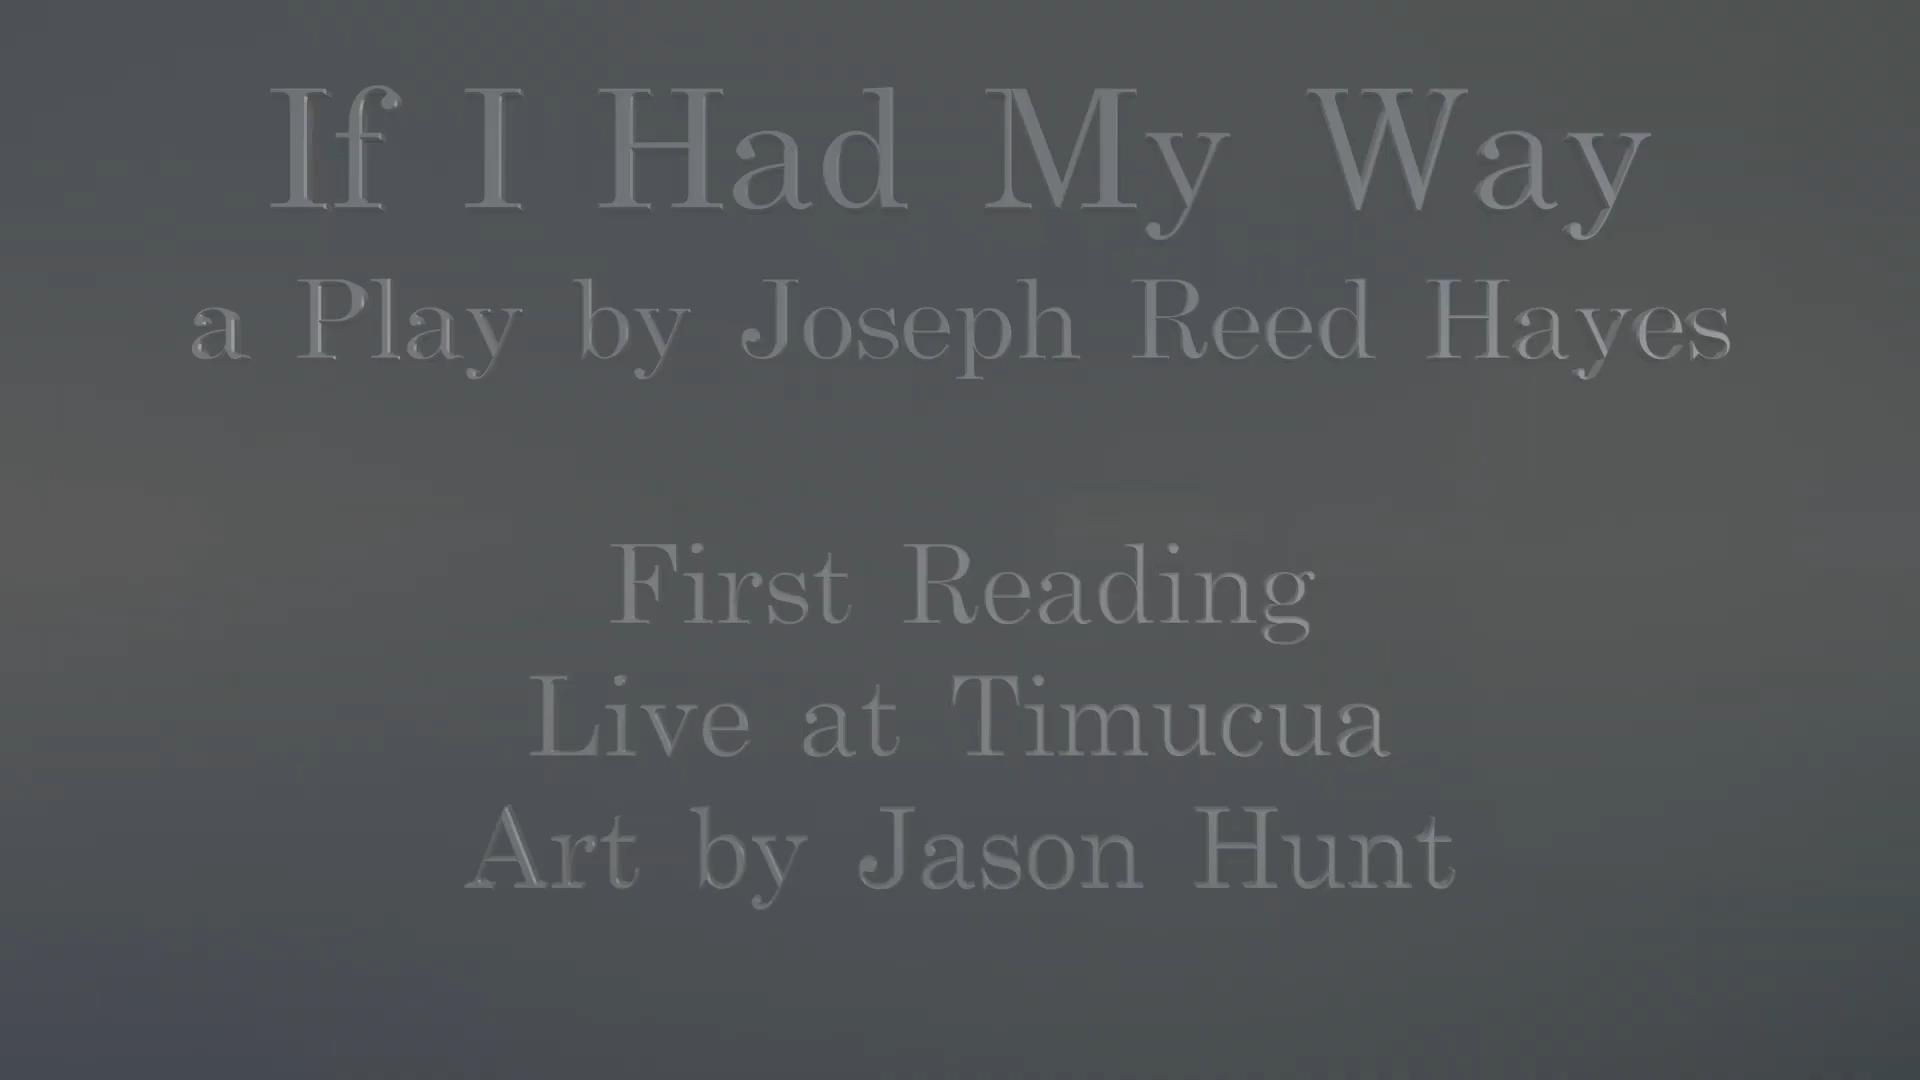 If I Had My Way
a Play by Joseph Reed Hayes
First Reading
Live at Timucua
Art by Jason Hunt